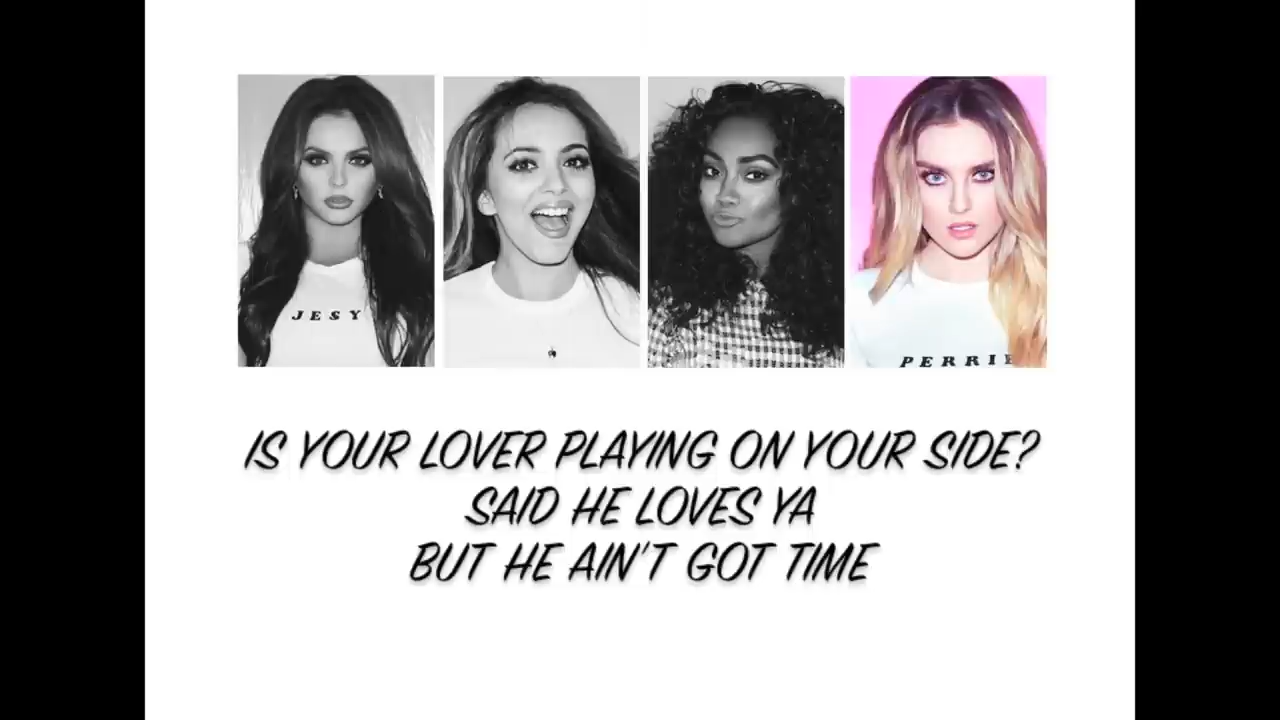 JESY
PERRIE
IS YOUR LOVER PLAYING ON YOUR SIDE?
SAID HE LOVES YA
BUT HE AIN'T GOT TIME